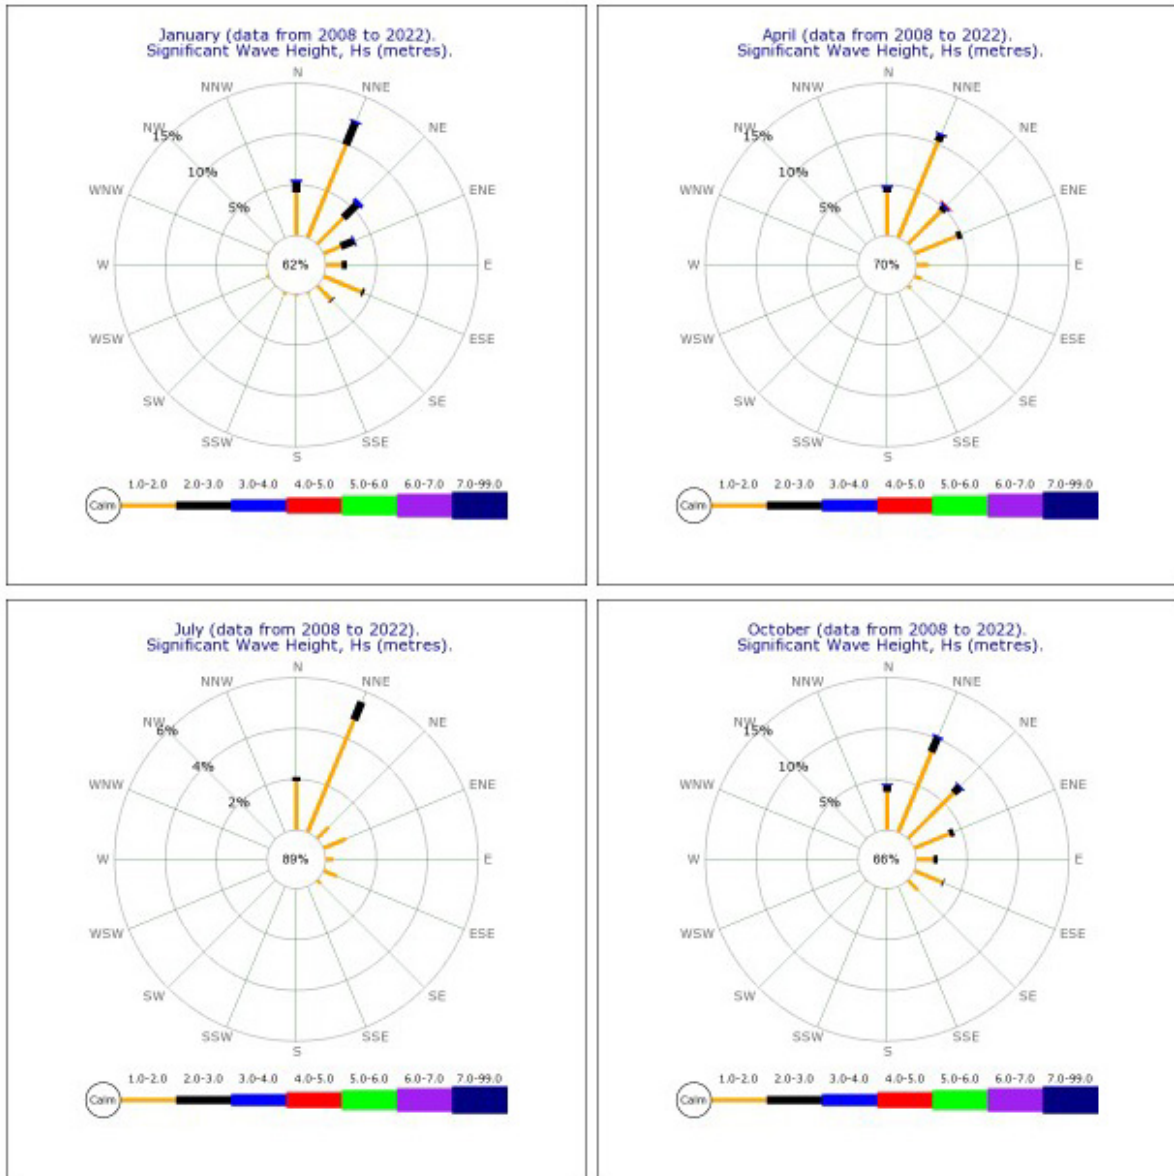 January (data from 2008 to 2022).
Significant Wave Height, Hs (metres).
N
NNW NNE
NW NE
15%
10%
WNW ENE
5%
W 62% E
WSW ESE
SW SE
SSW SSE
S
1.0-2.0 2.0-3.0 3.0-4.0 4.0-5.0 5.0-6.0 6.0-7.0 7.0-99.0
Calm
April (data from 2008 to 2022).
Significant Wave Height, Hs (metres).
N
NNW NNE
NW NE
15%
10%
WNW ENE
5%
W 70% E
WSW ESE
SW SE
SSW SSE
S
1.0-2.0 2.0-3.0 3.0-4.0 4.0-5.0 5.0-6.0 6.0-7.0 7.0-99.0
Calm
July (data from 2008 to 2022).
Significant Wave Height, Hs (metres).
N
NNW NNE
NW NE
6%
4%
WNW ENE
2%
W 89% E
WSW ESE
SW SE
SSW SSE
S
1.0-2.0 2.0-3.0 3.0-4.0 4.0-5.0 5.0-6.0 6.0-7.0 7.0-99.0
Calm
October (data from 2008 to 2022).
Significant Wave Height, Hs (metres).
N
NNW NNE
NW NE
15%
10%
WNW ENE
5%
W 66% E
WSW ESE
SW SE
SSW SSE
S
1.0-2.0 2.0-3.0 3.0-4.0 4.0-5.0 5.0-6.0 6.0-7.0 7.0-99.0
Calm